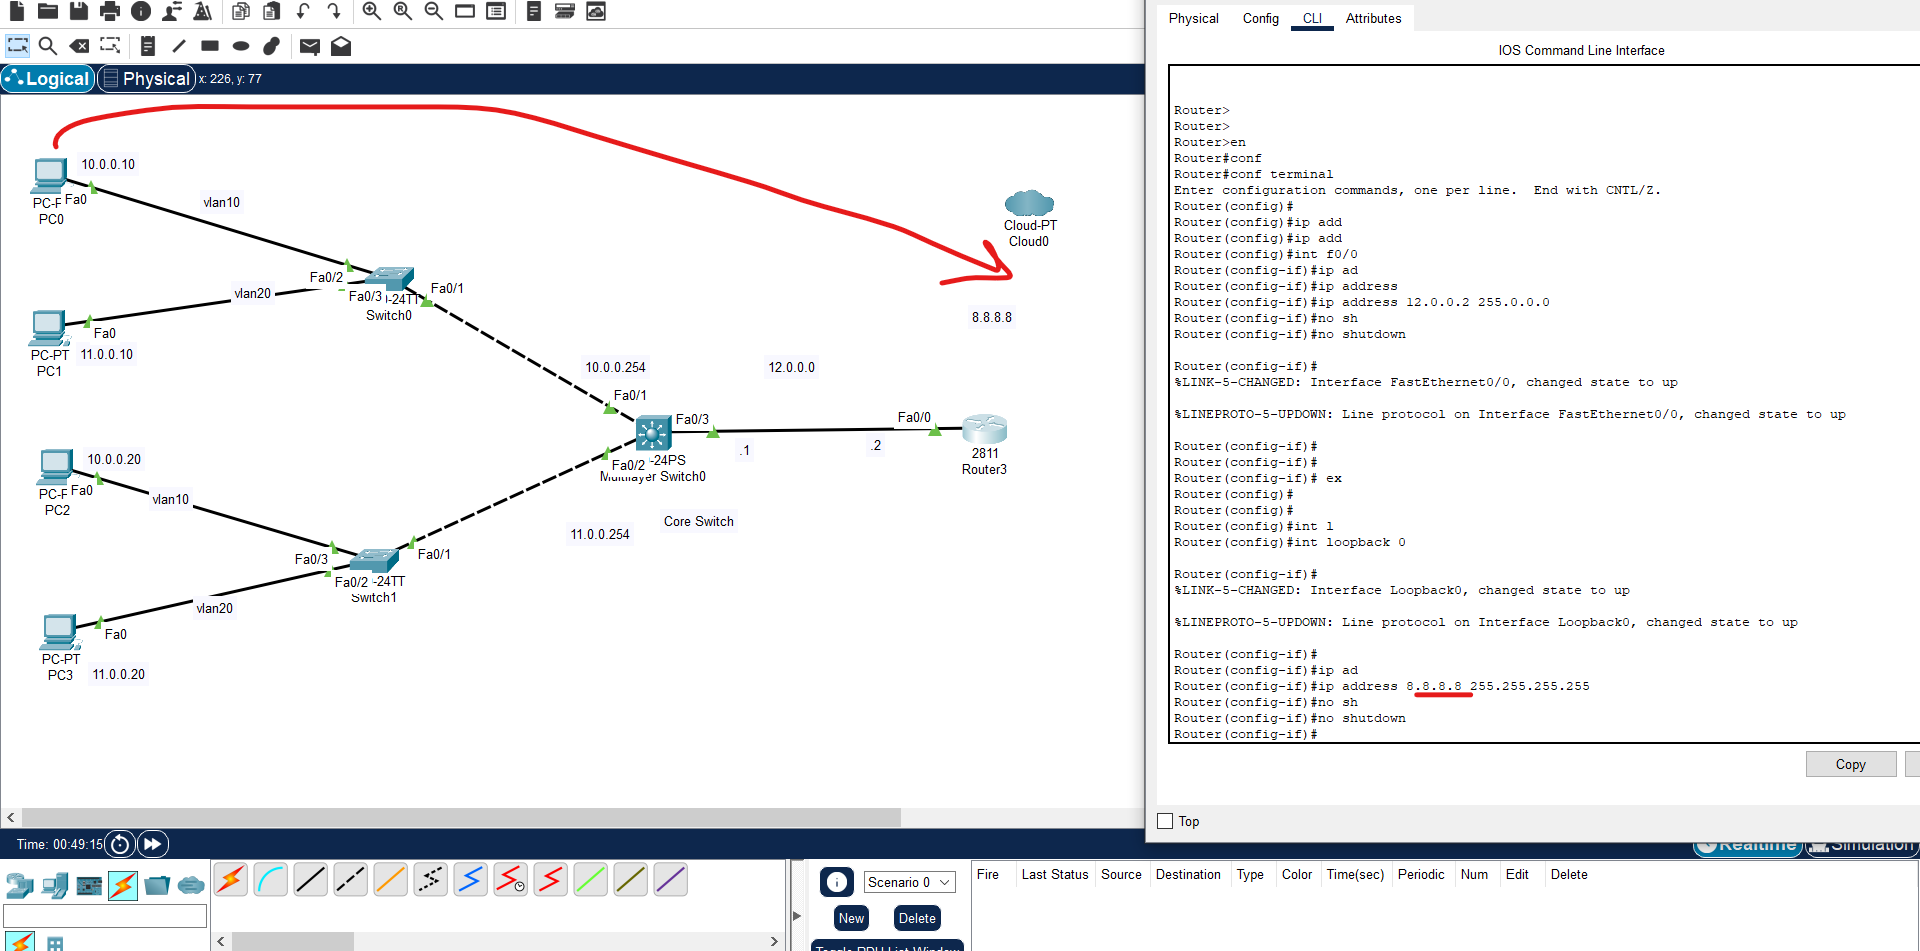 Physical Config CLI Attributes
IOS Command Line Interface
Logical Physical x: 226, y: 77
Router>
Router>
Router>en
Router#conf
Router#conf terminal
Enter configuration commands, one per line.  End with CNTL/Z.
Router(config)#
Router(config)#ip add
Router(config)#ip add
Router(config)#int f0/0
Router(config-if)#ip ad
Router(config-if)#ip address
Router(config-if)#ip address 12.0.0.2 255.0.0.0
Router(config-if)#no sh
Router(config-if)#no shutdown
Router(config-if)#
%LINK-5-CHANGED: Interface FastEthernet0/0, changed state to up
%LINEPROTO-5-UPDOWN: Line protocol on Interface FastEthernet0/0, changed state to up
Router(config-if)#
Router(config-if)#
Router(config-if)# ex
Router(config)#
Router(config)#
Router(config)#int l
Router(config)#int loopback 0
Router(config-if)#
%LINK-5-CHANGED: Interface Loopback0, changed state to up
%LINEPROTO-5-UPDOWN: Line protocol on Interface Loopback0, changed state to up
Router(config-if)#
Router(config-if)#ip ad
Router(config-if)#ip address 8.8.8.8 255.255.255.255
Router(config-if)#no sh
Router(config-if)#no shutdown
Router(config-if)#
Copy
Top
10.0.0.10
Fa0
PC-P
PC0
vlan10
Cloud-PT
Cloud0
Fa0/2
Fa0/3
-24TT
Fa0/1
Switch0
vlan20
Fa0
PC-PT
11.0.0.10
PC1
8.8.8.8
10.0.0.254
12.0.0.0
Fa0/1
Fa0/3
Fa0/0
.1
.2
Fa0/2
-24PS
Multilayer Switch0
2811
Router3
10.0.0.20
Fa0
PC-P
PC2
vlan10
Core Switch
11.0.0.254
Fa0/3
Fa0/1
Fa0/2
-24TT
Switch1
vlan20
Fa0
PC-PT
PC3
11.0.0.20
Time: 00:49:15
Realtime Simulation
Scenario 0
New Delete
Toggle PDU List Window
Fire Last Status Source Destination Type Color Time(sec) Periodic Num Edit Delete